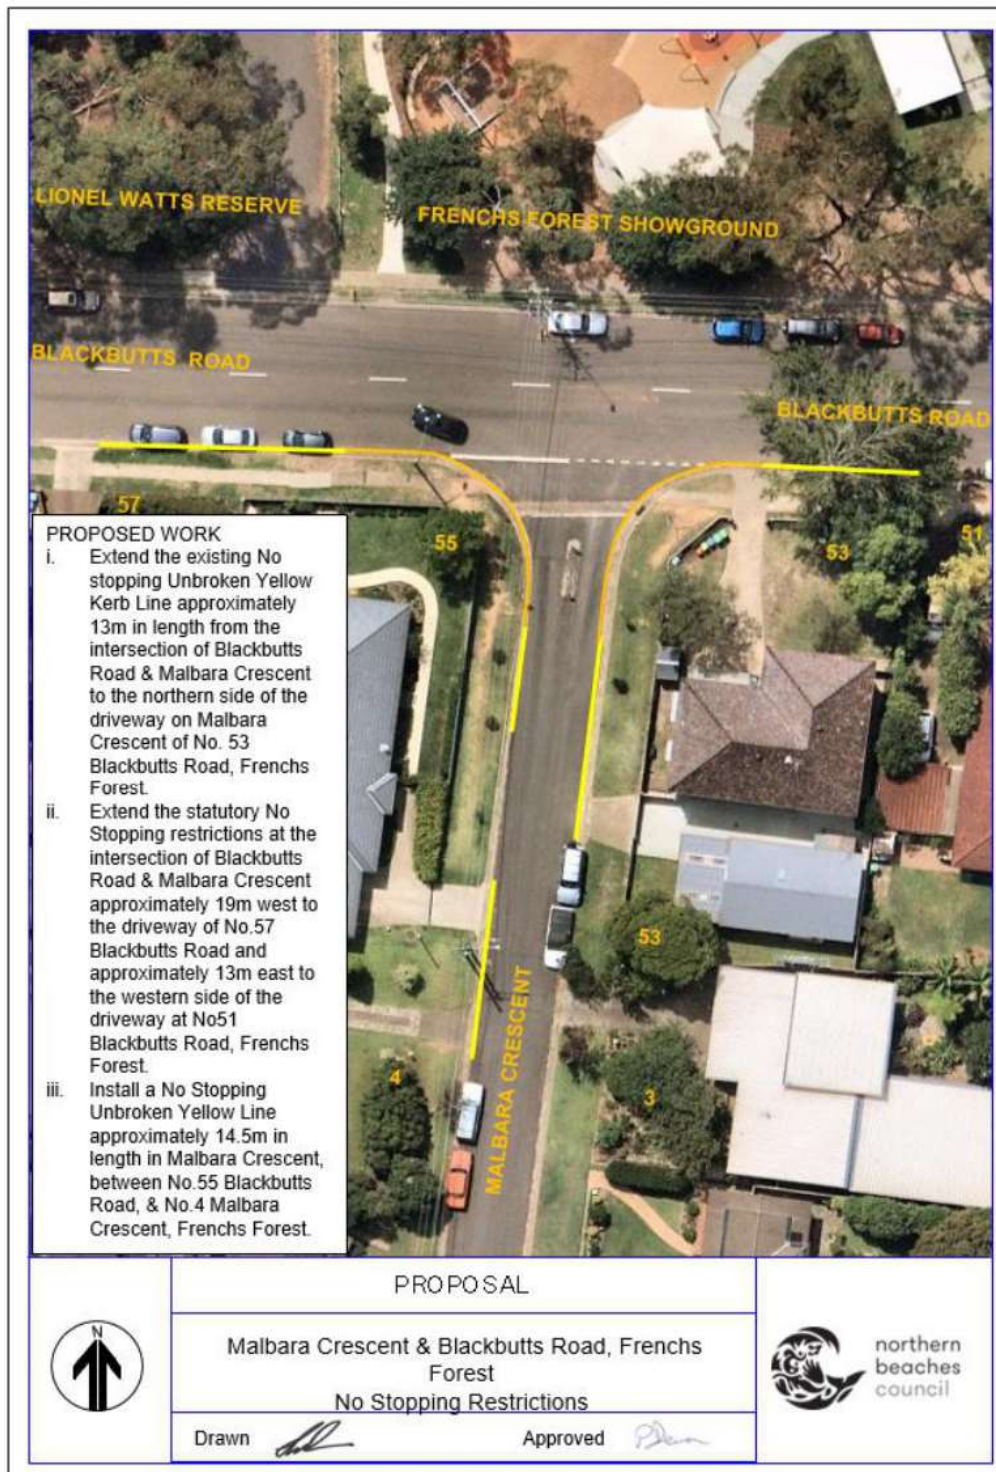 LIONEL WATTS RESERVE
FRENCHS FOREST SHOWGROUND
BLACKBUTTS ROAD
BLACKBUTTS ROAD
57
55
53
51
PROPOSED WORK
i. Extend the existing No
stopping Unbroken Yellow
Kerb Line approximately
13m in length from the
intersection of Blackbutts
Road & Malbara Crescent
to the northern side of the
driveway on Malbara
Crescent of No. 53
Blackbutts Road, Frenchs
Forest.
ii. Extend the statutory No
Stopping restrictions at the
intersection of Blackbutts
Road & Malbara Crescent
approximately 19m west to
the driveway of No.57
Blackbutts Road and
approximately 13m east to
the western side of the
driveway at No51
Blackbutts Road, Frenchs
Forest.
iii. Install a No Stopping
Unbroken Yellow Line
approximately 14.5m in
length in Malbara Crescent,
between No.55 Blackbutts
Road, & No.4 Malbara
Crescent, Frenchs Forest.
53
MALBARA CRESCENT
4
3
PROPOSAL
N
Malbara Crescent & Blackbutts Road, Frenchs
Forest
No Stopping Restrictions
northern
beaches
council
Drawn
Approved